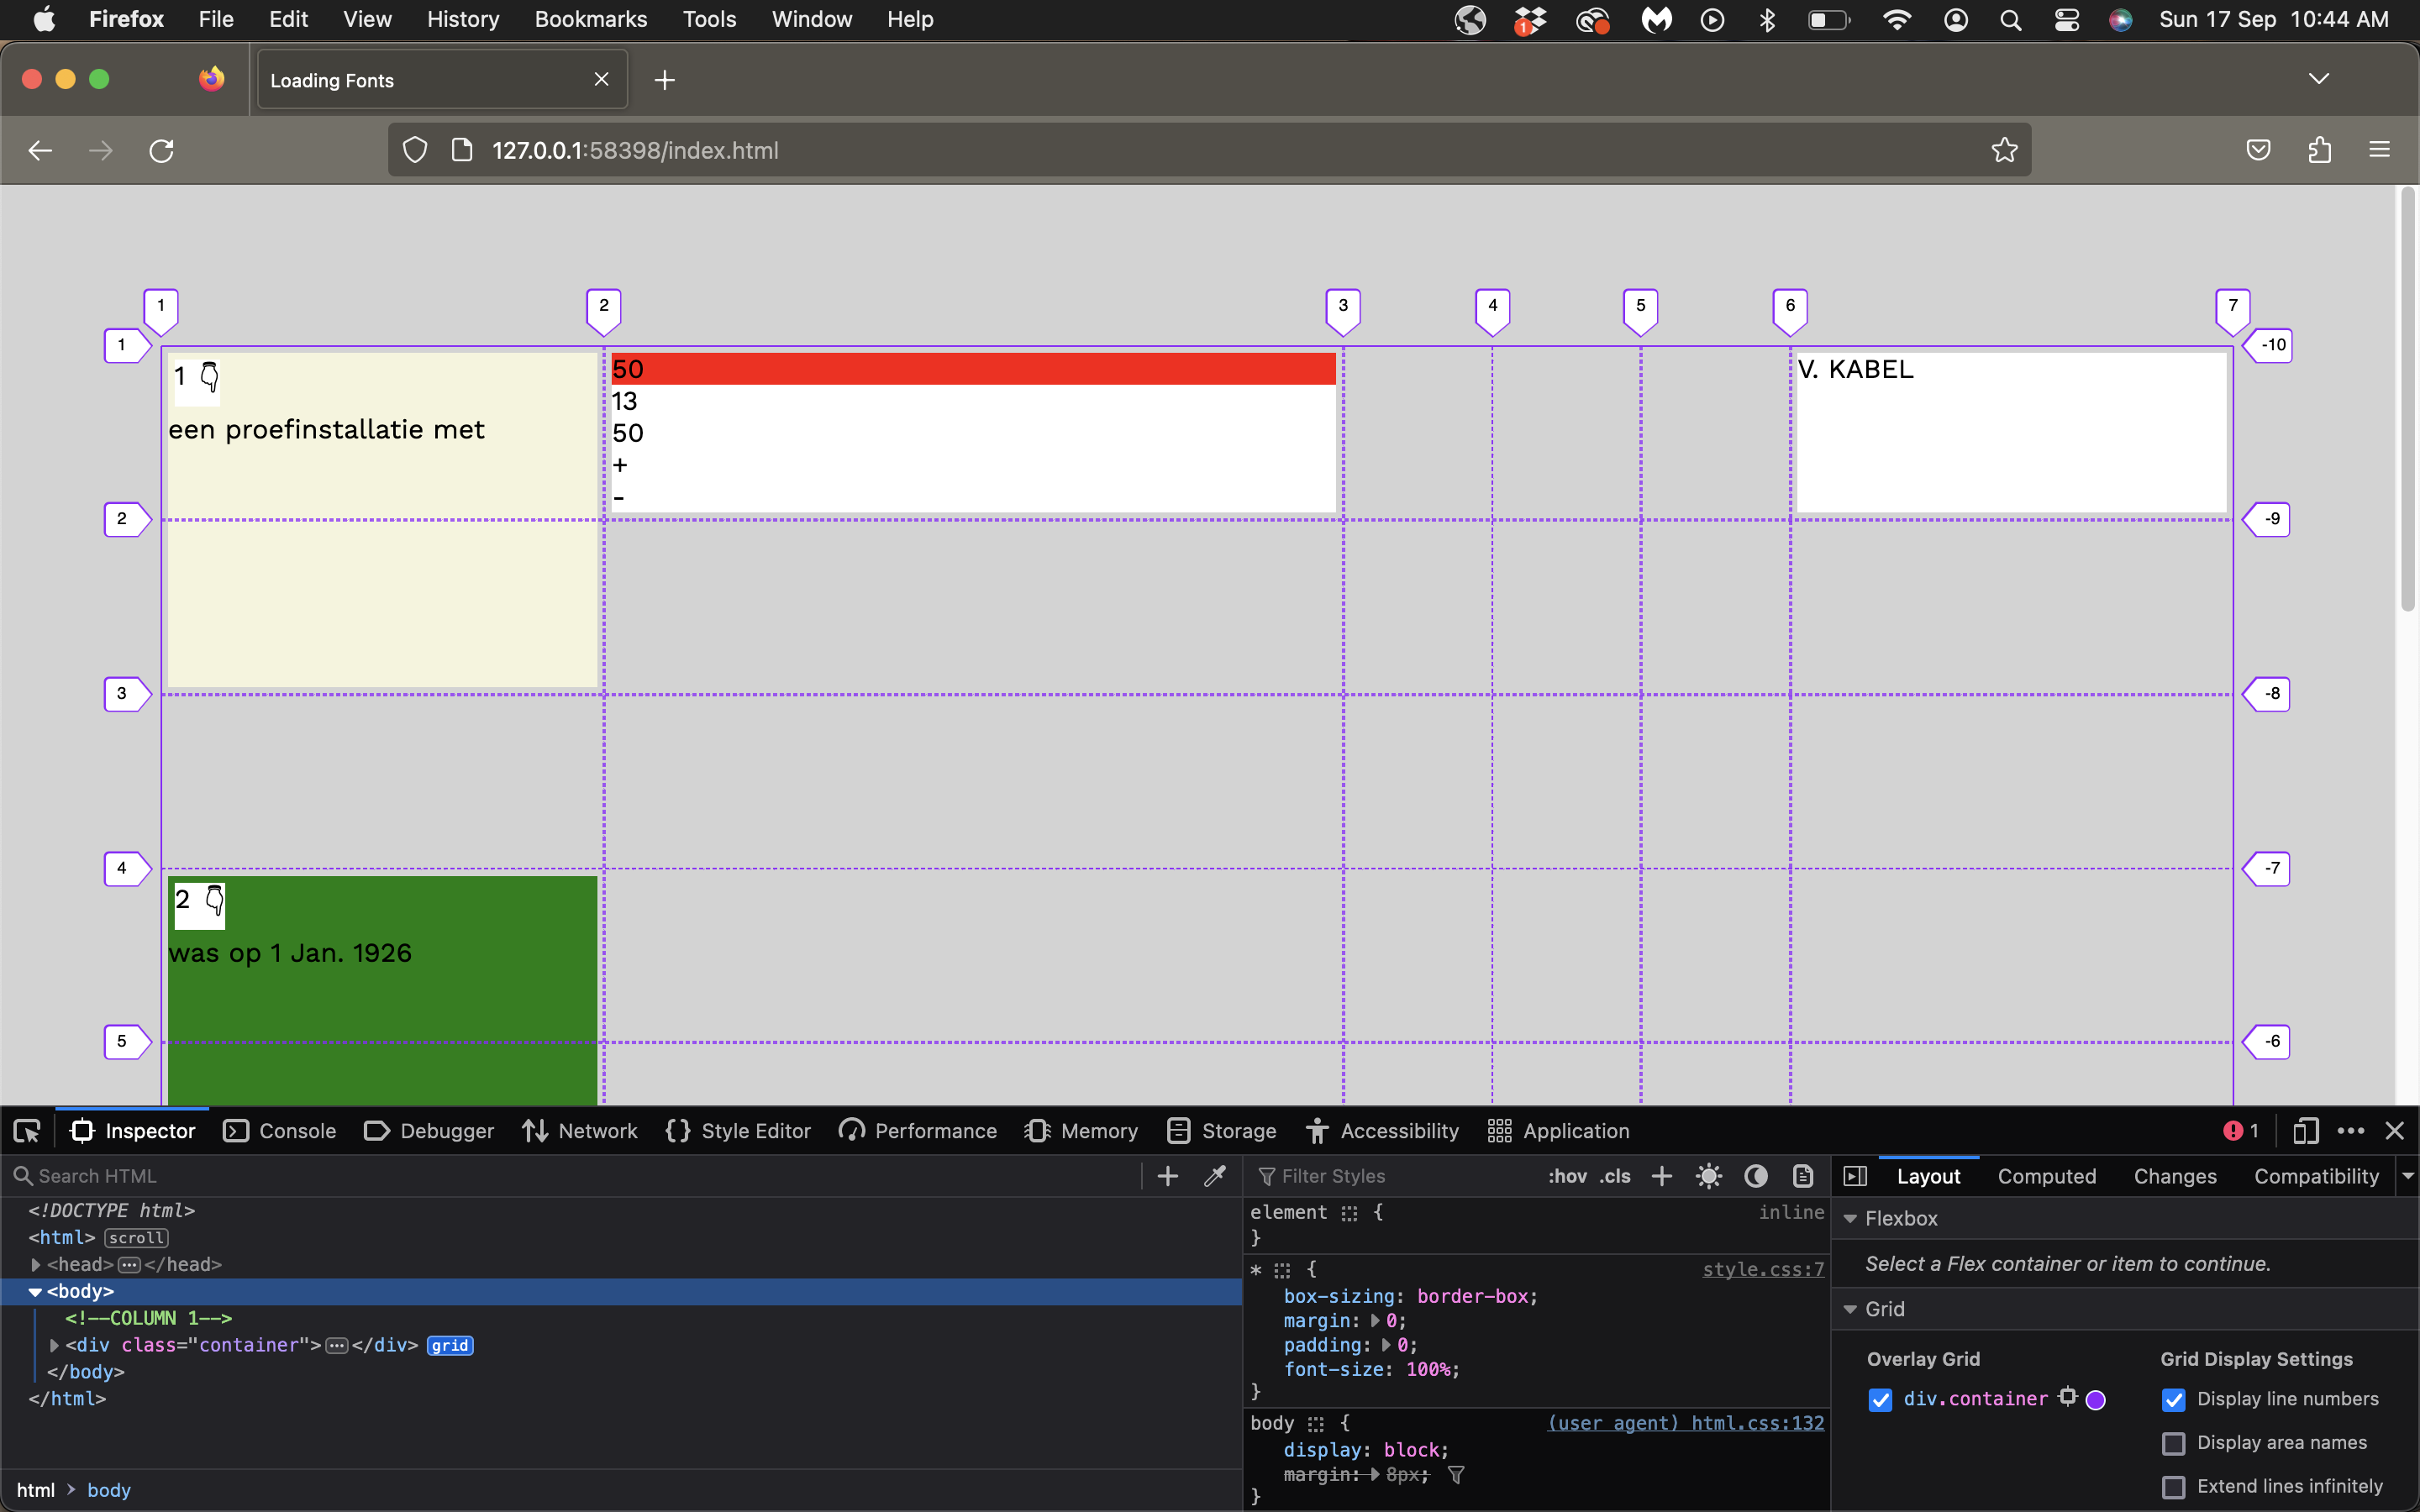 Firefox File Edit View History Bookmarks Tools Window Help 1 Sun 17 Sep 10:44 AM
Loading Fonts
127.0.0.1:58398/index.html
1 2 3 4 5 6 7
1 -10
1 👇 50 V. KABEL
13
een proefinstallatie met 50
+
-
2 -9
3 -8
4 -7
2 👇
was op 1 Jan. 1926
5 -6
Inspector Console Debugger Network Style Editor Performance Memory Storage Accessibility Application 1
Search HTML
<!DOCTYPE html>
<html> scroll
<head> ⋯ </head>
<body>
<!--COLUMN 1-->
<div class="container"> ⋯ </div> grid
</body>
</html>
html > body
Filter Styles :hov .cls
element { inline
}
* { style.css:7
box-sizing: border-box;
margin: 0;
padding: 0;
font-size: 100%;
}
body { (user agent) html.css:132
display: block;
margin: 8px;
}
Layout Computed Changes Compatibility
Flexbox
Select a Flex container or item to continue.
Grid
Overlay Grid Grid Display Settings
div.container Display line numbers
Display area names
Extend lines infinitely